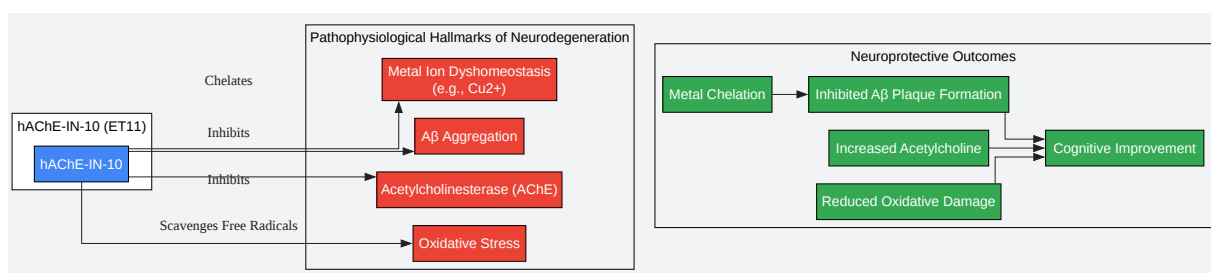 hAChE-IN-10 (ET11)
hAChE-IN-10
Chelates
Inhibits
Inhibits
Scavenges Free Radicals
Pathophysiological Hallmarks of Neurodegeneration
Metal Ion Dyshomeostasis
(e.g., Cu2+)
Aβ Aggregation
Acetylcholinesterase (AChE)
Oxidative Stress
Neuroprotective Outcomes
Metal Chelation
Inhibited Aβ Plaque Formation
Increased Acetylcholine
Cognitive Improvement
Reduced Oxidative Damage